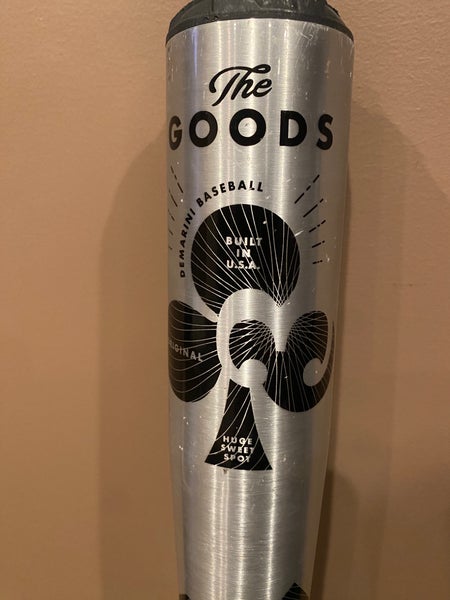 The
GOODS
DEMARINI BASEBALL
BUILT
IN
U.S.A.
ORIGINAL
HUGE
SWEET
SPOT